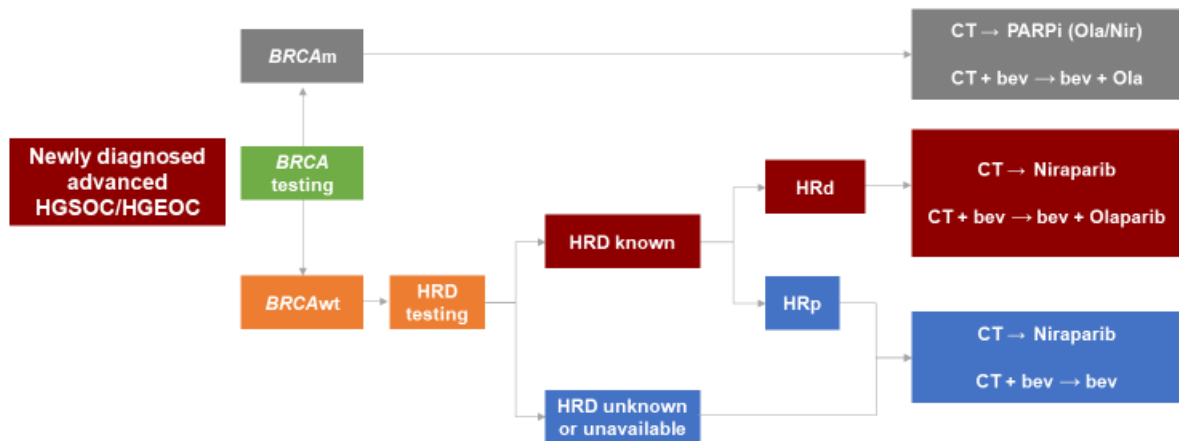 Newly diagnosed
advanced
HGSOC/HGEOC
BRCA
testing
BRCAm
CT → PARPi (Ola/Nir)
CT + bev → bev + Ola
BRCAwt
HRD
testing
HRD known
HRd
CT → Niraparib
CT + bev → bev + Olaparib
HRp
HRD unknown
or unavailable
CT → Niraparib
CT + bev → bev